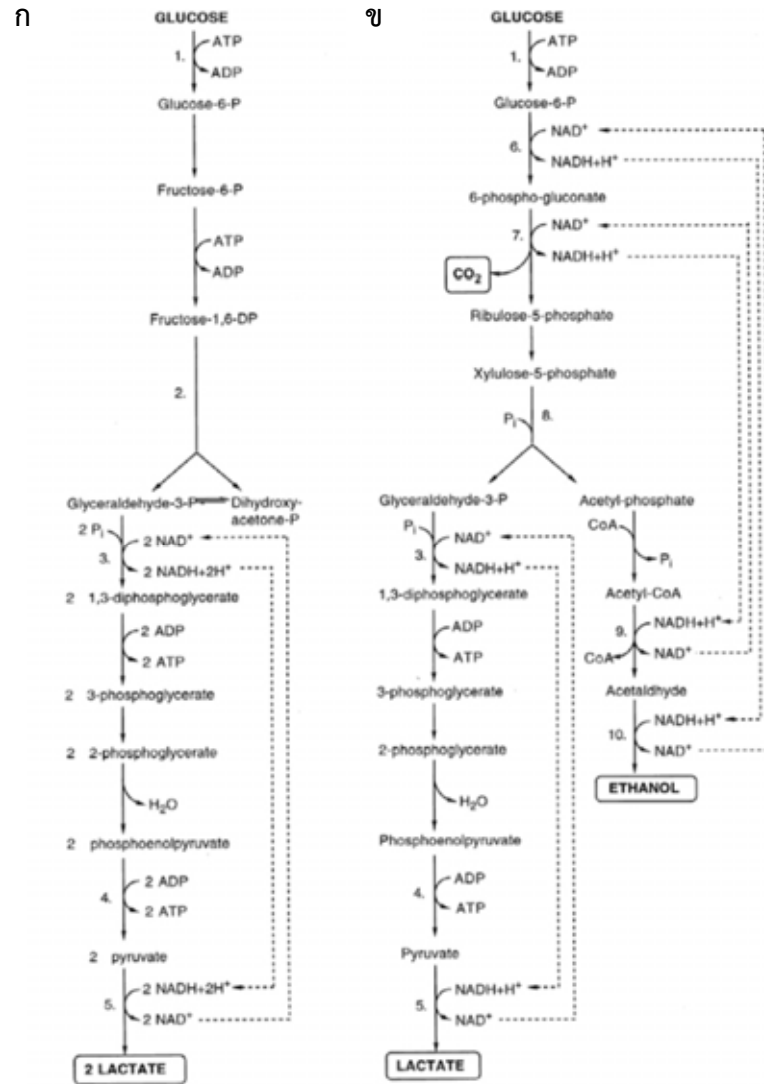 ก
GLUCOSE
1.
ATP
ADP
Glucose-6-P
Fructose-6-P
ATP
ADP
Fructose-1,6-DP
2.
Glyceraldehyde-3-P
Dihydroxy-
acetone-P
2 Pi
3.
2 NAD+
2 NADH+2H+
2 1,3-diphosphoglycerate
2 ADP
2 ATP
2 3-phosphoglycerate
2 2-phosphoglycerate
H2O
2 phosphoenolpyruvate
4.
2 ADP
2 ATP
2 pyruvate
5.
2 NADH+2H+
2 NAD+
2 LACTATE
ข
GLUCOSE
1.
ATP
ADP
Glucose-6-P
6.
NAD+
NADH+H+
6-phospho-gluconate
7.
NAD+
NADH+H+
CO2
Ribulose-5-phosphate
Xylulose-5-phosphate
Pi
8.
Glyceraldehyde-3-P
Pi
3.
NAD+
NADH+H+
1,3-diphosphoglycerate
ADP
ATP
3-phosphoglycerate
2-phosphoglycerate
H2O
Phosphoenolpyruvate
4.
ADP
ATP
Pyruvate
5.
NADH+H+
NAD+
LACTATE
Acetyl-phosphate
CoA
Pi
Acetyl-CoA
9.
NADH+H+
CoA
NAD+
Acetaldhyde
10.
NADH+H+
NAD+
ETHANOL